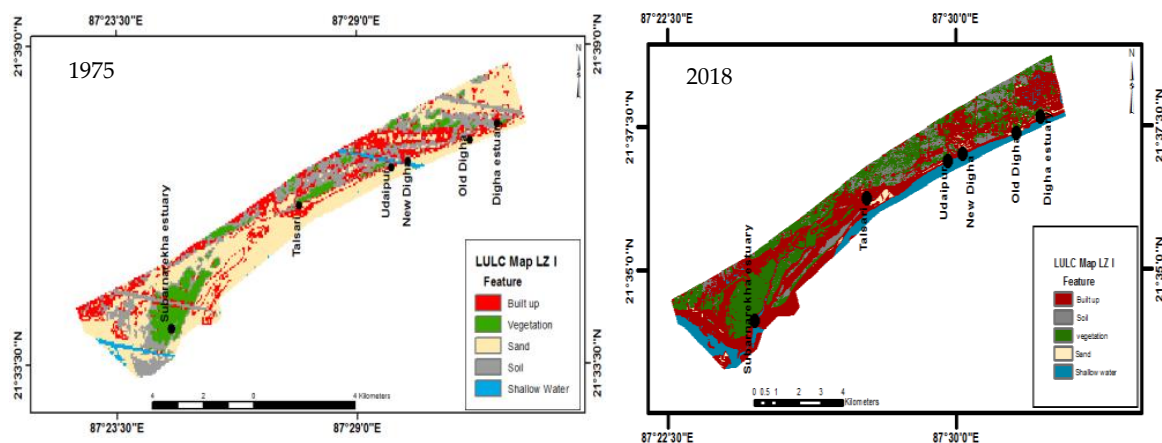 87°23'30"E 87°29'0"E
21°39'0"N
21°39'0"N
1975
N
Subarnarekha estuary
Talsari
Udaipur
New Digha
Old Digha
Digha estuary
LULC Map LZ I
Feature
Built up
Vegetation
Sand
Soil
Shallow Water
21°33'30"N
21°33'30"N
4 2 0 4
Kilometers
87°23'30"E 87°29'0"E
87°22'30"E 87°30'0"E
2018
N
21°37'30"N
21°37'30"N
Subarnarekha estuary
Talsari
Udaipur
New Digha
Old Digha
Digha estuary
21°35'0"N
21°35'0"N
LULC Map LZ I
Feature
Built up
Soil
vegetation
Sand
Shallow water
0 0.5 1 2 3 4
Kilometers
87°22'30"E 87°30'0"E